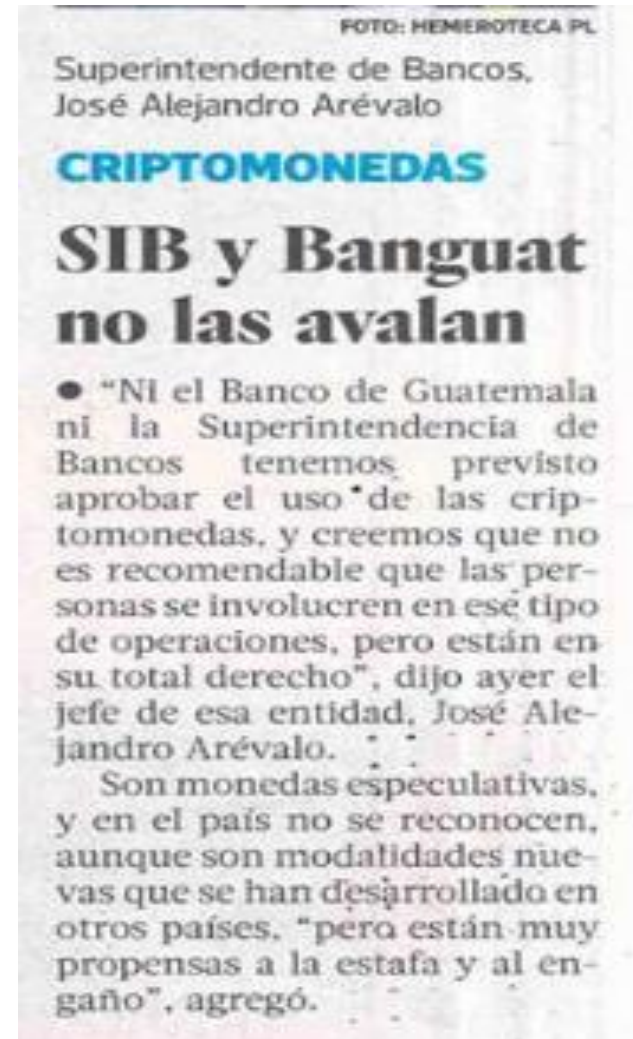 FOTO: HEMEROTECA PL
Superintendente de Bancos,
José Alejandro Arévalo
CRIPTOMONEDAS
SIB y Banguat
no las avalan
● “Ni el Banco de Guatemala
ni la Superintendencia de
Bancos tenemos previsto
aprobar el uso de las crip-
tomonedas, y creemos que no
es recomendable que las per-
sonas se involucren en ese tipo
de operaciones, pero están en
su total derecho”, dijo ayer el
jefe de esa entidad, José Ale-
jandro Arévalo.
Son monedas especulativas,
y en el país no se reconocen,
aunque son modalidades nue-
vas que se han desarrollado en
otros países, “pero están muy
propensas a la estafa y al en-
gaño”, agregó.